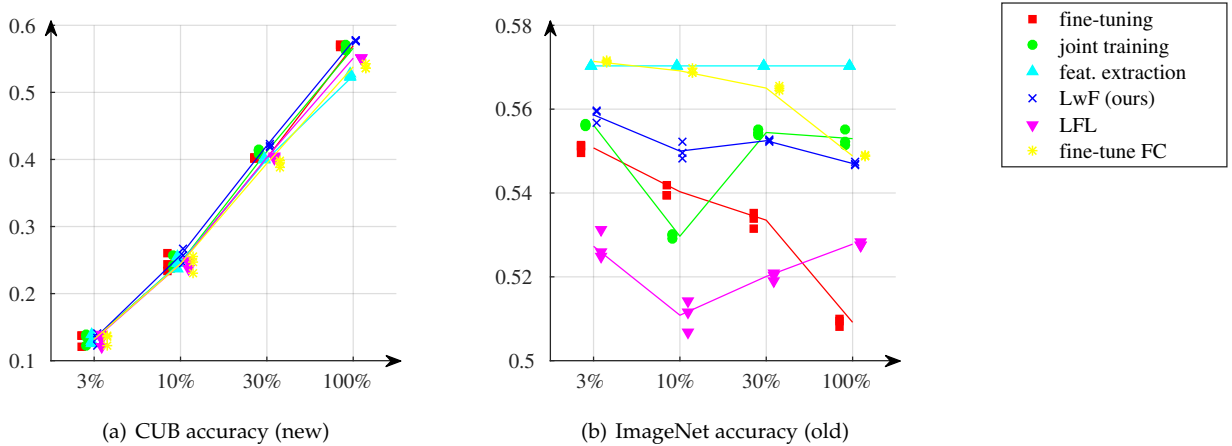 0.6
0.5
0.4
0.3
0.2
0.1
3%
10%
30%
100%
(a) CUB accuracy (new)
0.58
0.56
0.54
0.52
0.5
3%
10%
30%
100%
(b) ImageNet accuracy (old)
fine-tuning
joint training
feat. extraction
LwF (ours)
LFL
fine-tune FC